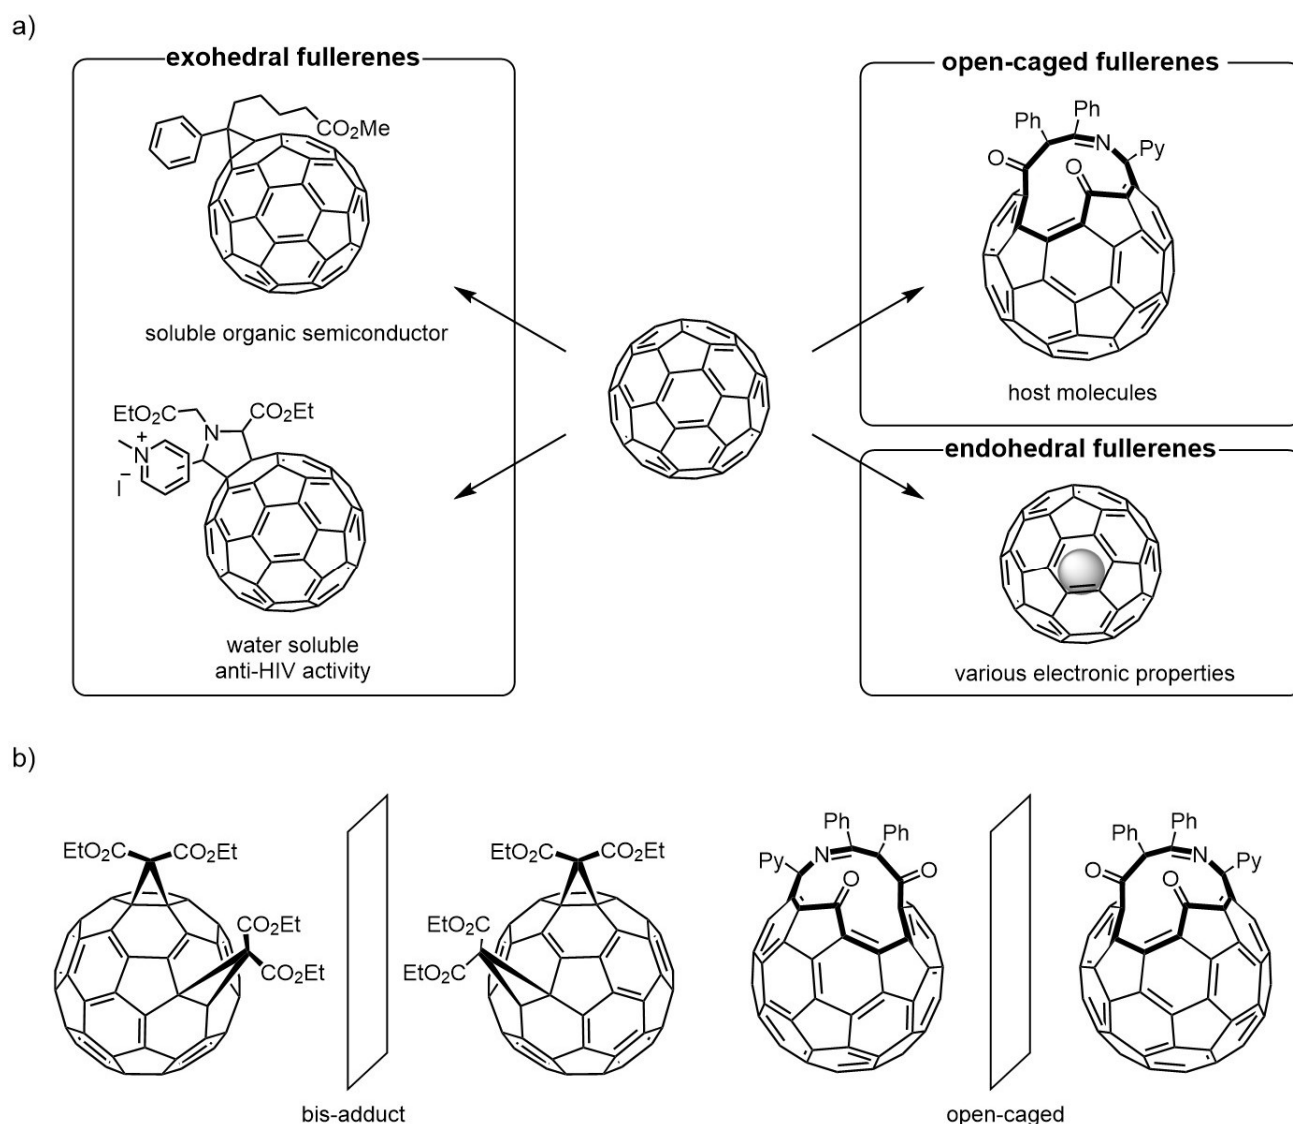 a)
exohedral fullerenes
CO2Me
soluble organic semiconductor
EtO2C
CO2Et
N
N
+
I
−
water soluble
anti-HIV activity
open-caged fullerenes
Ph
Ph
N
Py
O
O
host molecules
endohedral fullerenes
various electronic properties
b)
EtO2C
CO2Et
CO2Et
CO2Et
EtO2C
CO2Et
EtO2C
EtO2C
bis-adduct
Ph
Ph
Py
N
O
O
Ph
Ph
N
Py
O
O
open-caged